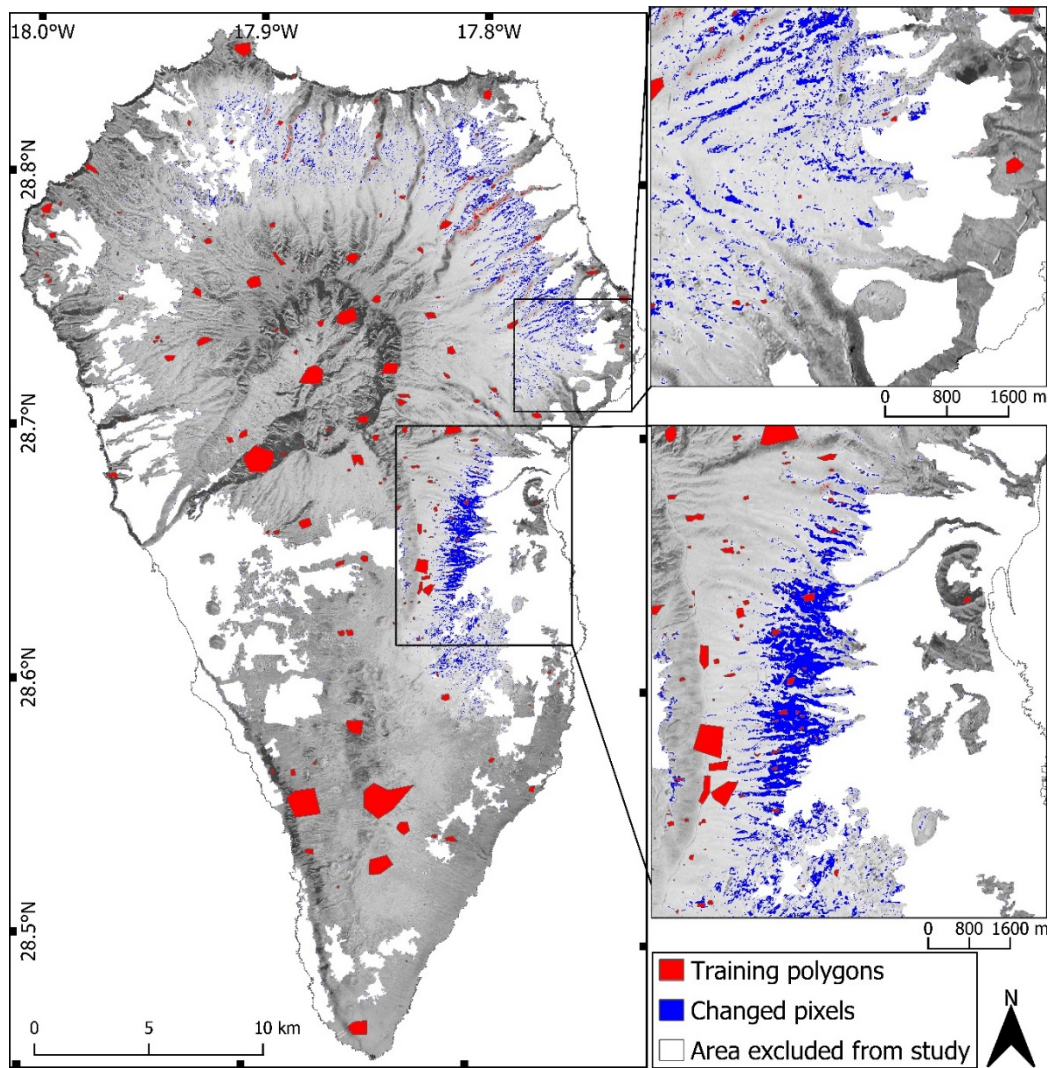 18.0°W 17.9°W 17.8°W
28.8°N
28.7°N
28.6°N
28.5°N
0 5 10 km
0 800 1600 m
0 800 1600 m
Training polygons
Changed pixels
Area excluded from study
N